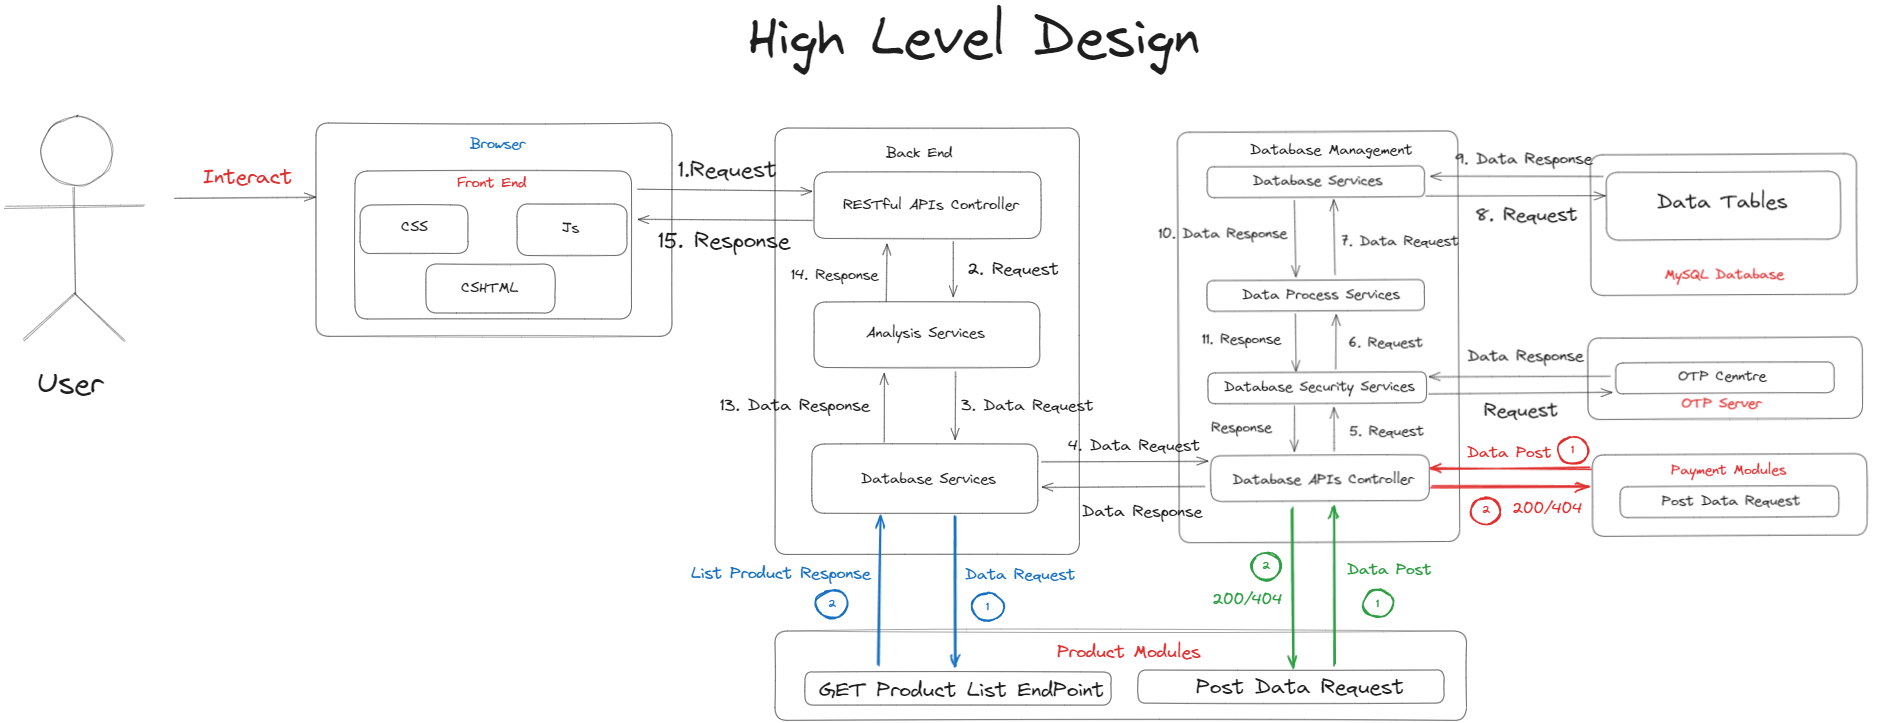 High Level Design
User
Interact
Browser
Front End
CSS
Js
CSHTML
1.Request
15. Response
Back End
RESTful APIs Controller
14. Response
2. Request
Analysis Services
13. Data Response
3. Data Request
Database Services
4. Data Request
Data Response
Database Management
Database Services
9. Data Response
8. Request
10. Data Response
7. Data Request
Data Process Services
11. Response
6. Request
Database Security Services
Response
5. Request
Database APIs Controller
Data Tables
MySQL Database
Data Response
Request
OTP Cenntre
OTP Server
Data Post
1
2
200/404
Payment Modules
Post Data Request
List Product Response
2
Data Request
1
2
200/404
Data Post
1
Product Modules
GET Product List EndPoint
Post Data Request